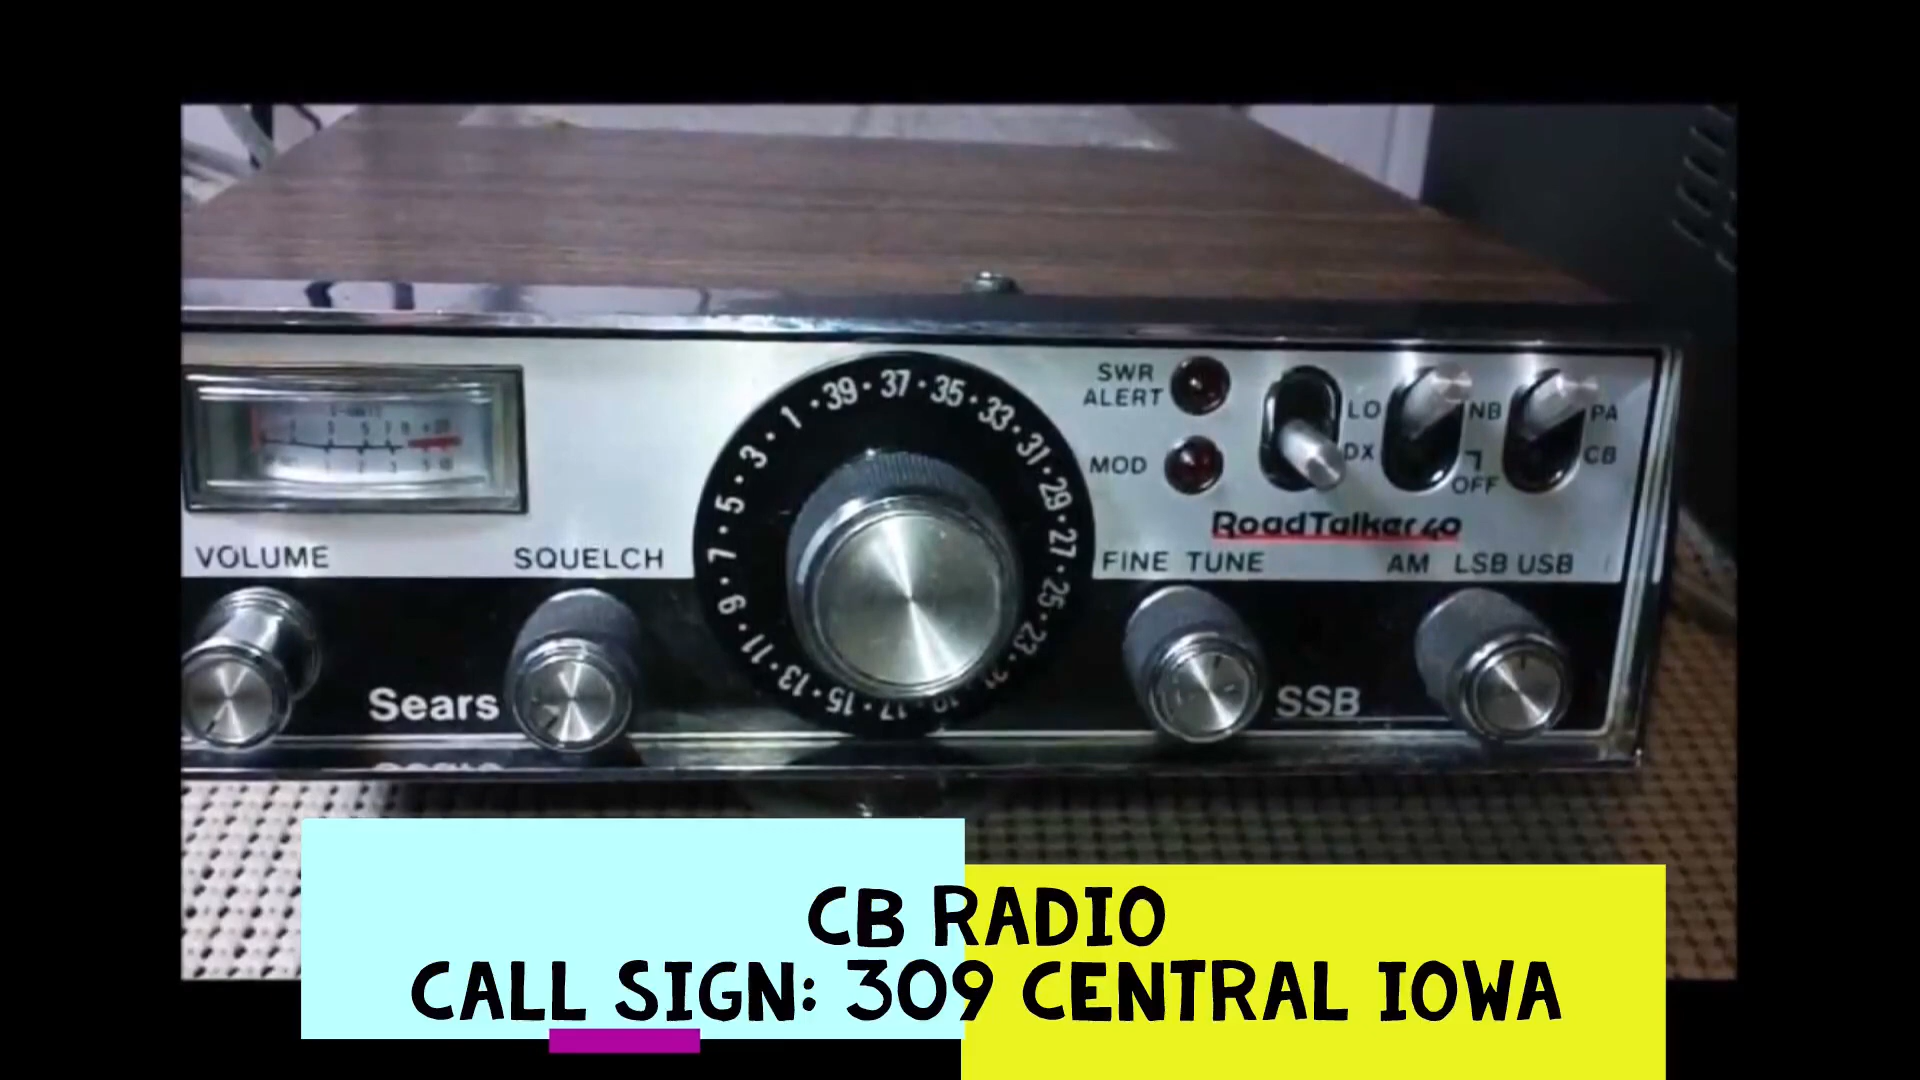 SWR
ALERT
LO
NB
PA
DX
CB
MOD
OFF
RoadTalker 40
VOLUME
SQUELCH
FINE TUNE
AM LSB USB
Sears
SSB
39 · 37 · 35 · 33 · 31 · 29 · 27 · 25 · 23
1 · 3 · 5 · 7 · 9 · 11 · 13 · 15 · 17
CB RADIO
CALL SIGN: 309 CENTRAL IOWA